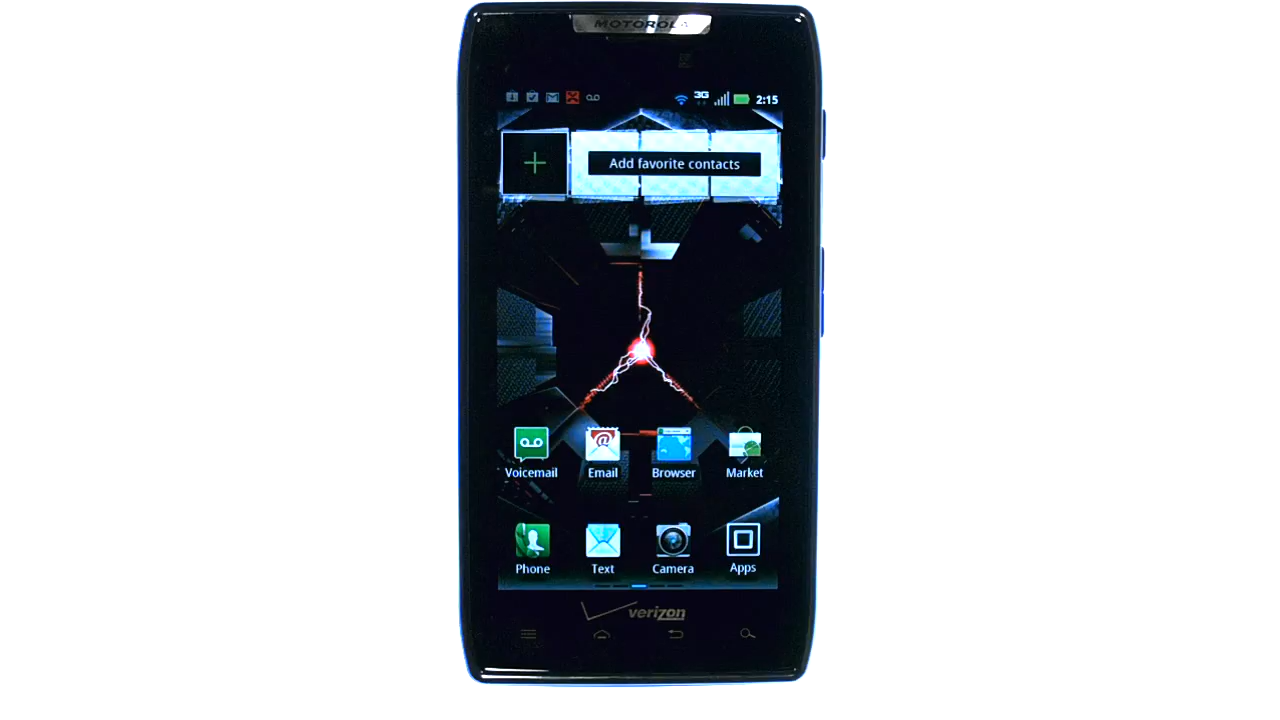 MOTOROLA
3G 2:15
Add favorite contacts
Voicemail Email Browser Market
Phone Text Camera Apps
verizon